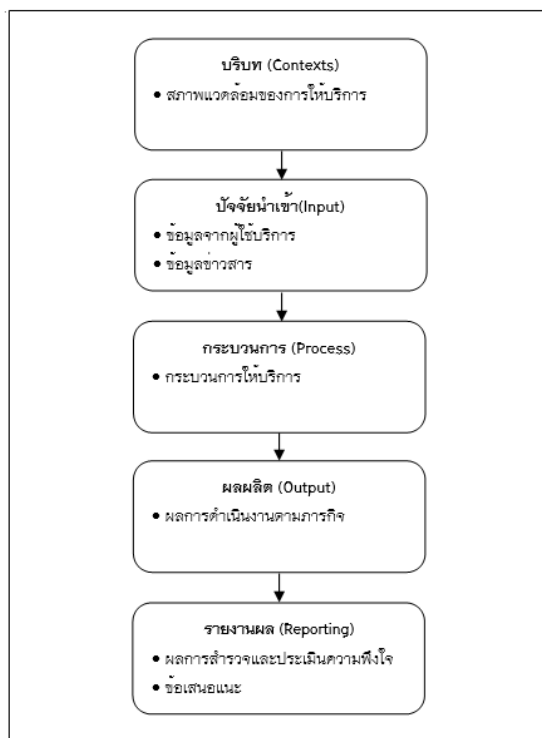 บริบท (Contexts)
• สภาพแวดล้อมของการให้บริการ
ปัจจัยนำเข้า(Input)
• ข้อมูลจากผู้ใช้บริการ
• ข้อมูลข่าวสาร
กระบวนการ (Process)
• กระบวนการให้บริการ
ผลผลิต (Output)
• ผลการดำเนินงานตามภารกิจ
รายงานผล (Reporting)
• ผลการสำรวจและประเมินความพึงใจ
• ข้อเสนอแนะ